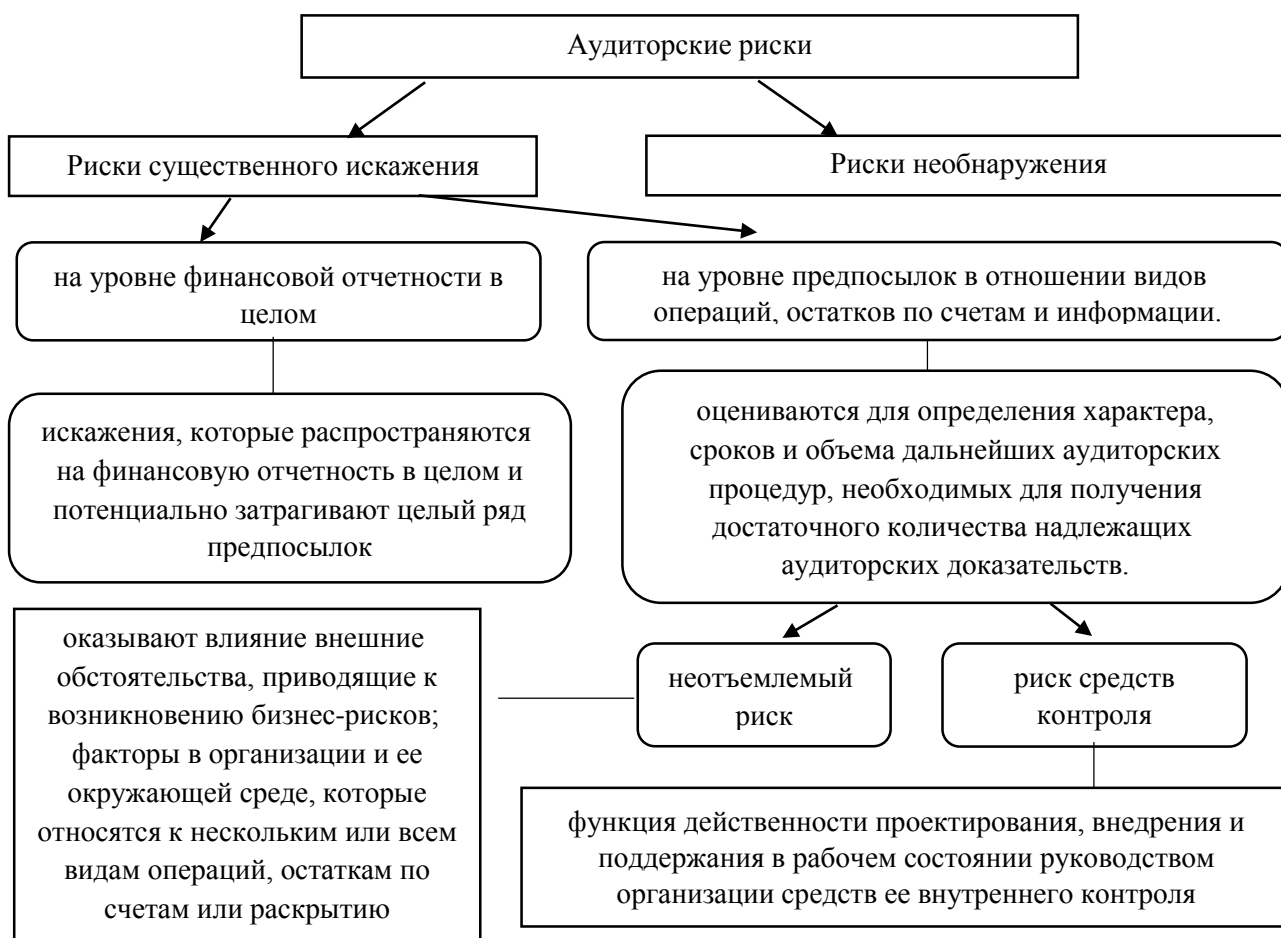 Аудиторские риски
Риски существенного искажения
Риски необнаружения
на уровне финансовой отчетности в
целом
на уровне предпосылок в отношении видов
операций, остатков по счетам и информации.
искажения, которые распространяются
на финансовую отчетность в целом и
потенциально затрагивают целый ряд
предпосылок
оцениваются для определения характера,
сроков и объема дальнейших аудиторских
процедур, необходимых для получения
достаточного количества надлежащих
аудиторских доказательств.
оказывают влияние внешние
обстоятельства, приводящие к
возникновению бизнес-рисков;
факторы в организации и ее
окружающей среде, которые
относятся к нескольким или всем
видам операций, остаткам по
счетам или раскрытию
неотъемлемый
риск
риск средств
контроля
функция действенности проектирования, внедрения и
поддержания в рабочем состоянии руководством
организации средств ее внутреннего контроля